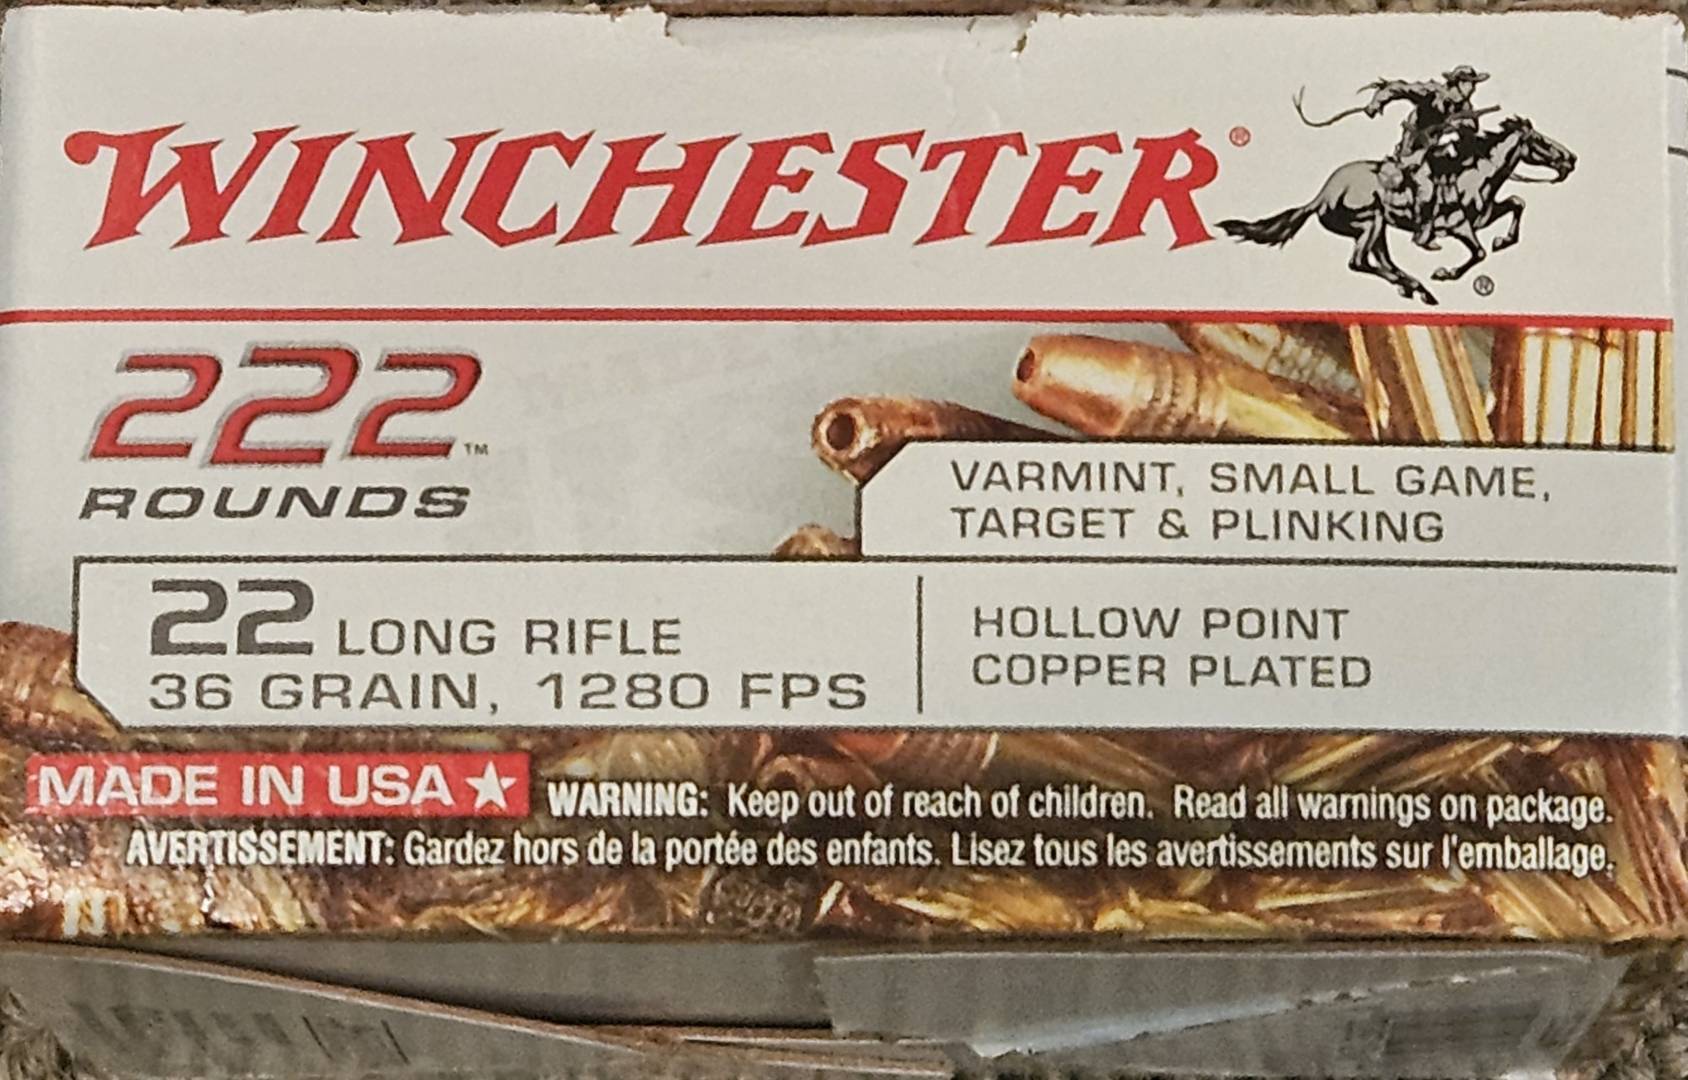 WINCHESTER®
®
222™
ROUNDS
VARMINT, SMALL GAME,
TARGET & PLINKING
22 LONG RIFLE
36 GRAIN, 1280 FPS
HOLLOW POINT
COPPER PLATED
MADE IN USA ★
WARNING: Keep out of reach of children. Read all warnings on package.
AVERTISSEMENT: Gardez hors de la portée des enfants. Lisez tous les avertissements sur l'emballage.